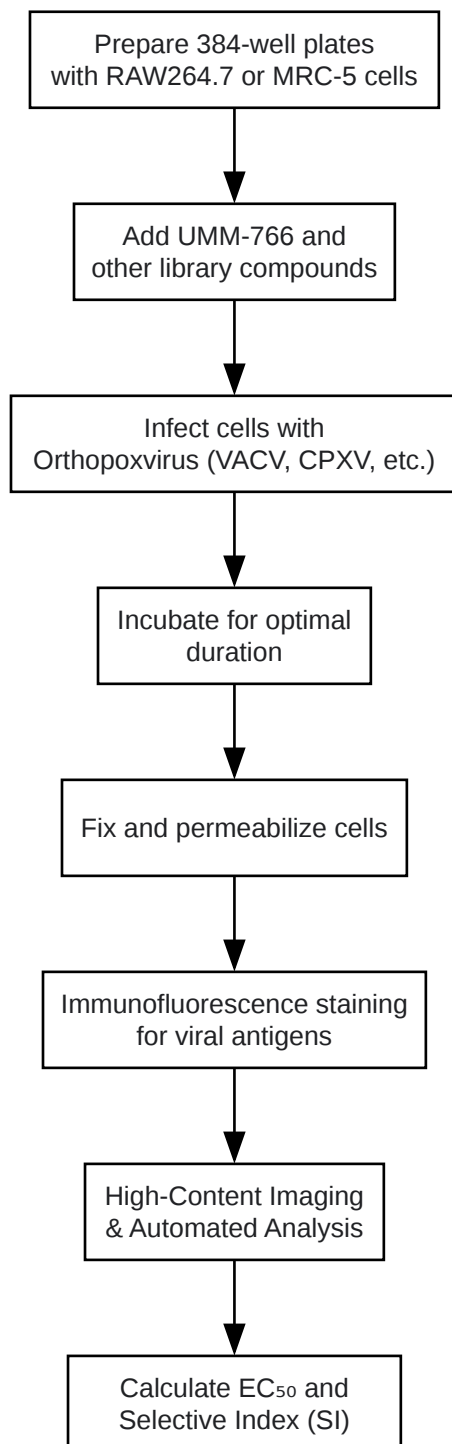 Prepare 384-well plates
with RAW264.7 or MRC-5 cells
Add UMM-766 and
other library compounds
Infect cells with
Orthopoxvirus (VACV, CPXV, etc.)
Incubate for optimal
duration
Fix and permeabilize cells
Immunofluorescence staining
for viral antigens
High-Content Imaging
& Automated Analysis
Calculate EC₅₀ and
Selective Index (SI)